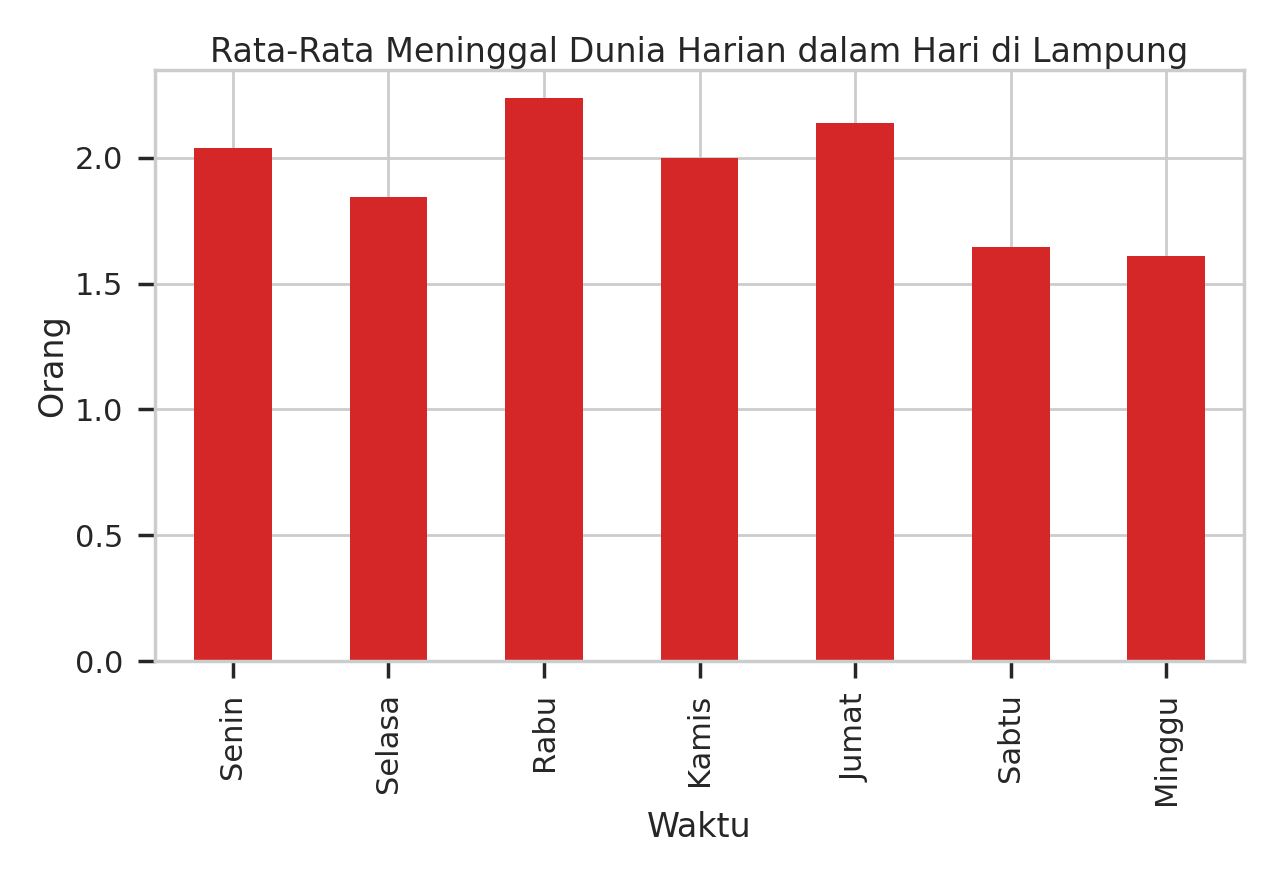 Rata-Rata Meninggal Dunia Harian dalam Hari di Lampung
2.0
1.5
1.0
0.5
0.0
Orang
Senin
Selasa
Rabu
Kamis
Jumat
Sabtu
Minggu
Waktu